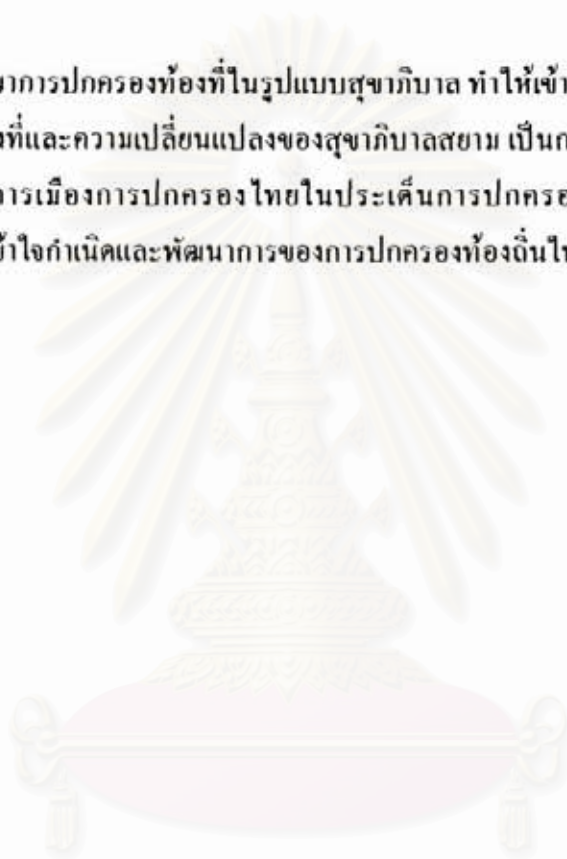 ษาการปกครองท้องที่ในรูปแบบสุขาภิบาล ทำให้เข้า
งที่และความเปลี่ยนแปลงของสุขาภิบาลสยาม เป็นก
การเมืองการปกครองไทยในประเด็นการปกครอ
ข้าใจกำเนิดและพัฒนาการของการปกครองท้องถิ่นใ